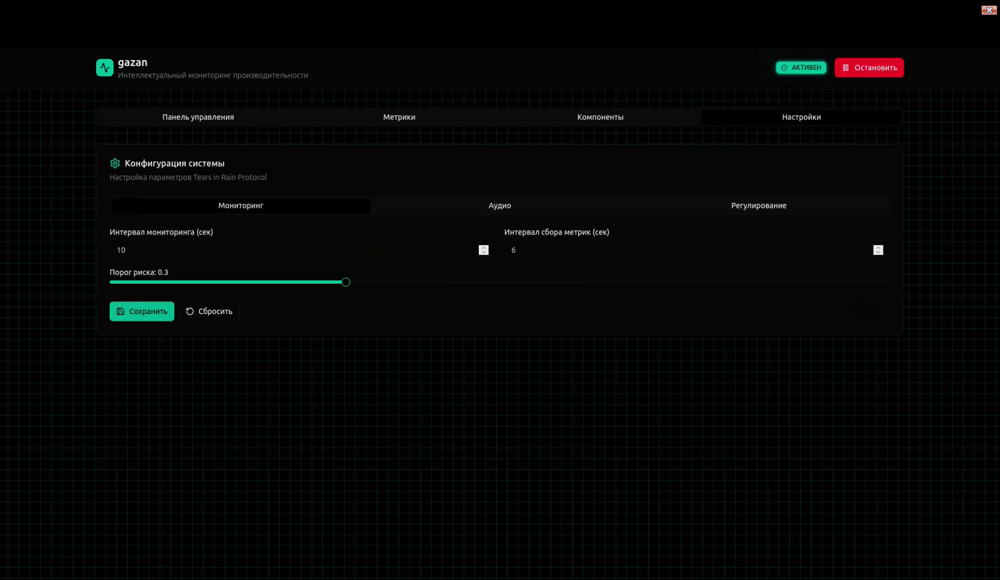 gazan
Интеллектуальный мониторинг производительности
АКТИВЕН
Остановить
Панель управления
Метрики
Компоненты
Настройки
Конфигурация системы
Настройка параметров Tears in Rain Protocol
Мониторинг
Аудио
Регулирование
Интервал мониторинга (сек)
Интервал сбора метрик (сек)
10
6
Порог риска: 0.3
Сохранить
Сбросить